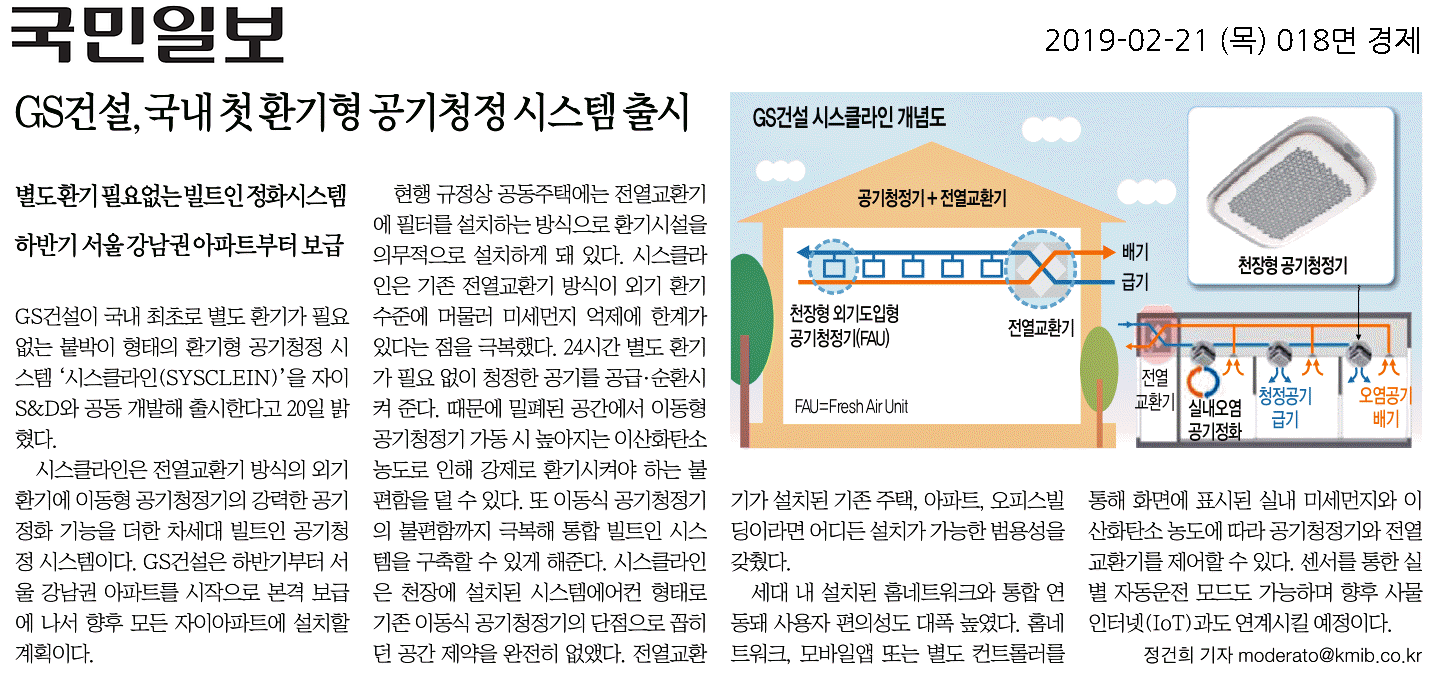 국민일보
2019-02-21 (목) 018면 경제
GS건설, 국내 첫 환기형 공기청정 시스템 출시
별도 환기 필요없는 빌트인 정화시스템
하반기 서울 강남권 아파트부터 보급
GS건설이 국내 최초로 별도 환기가 필요
없는 붙박이 형태의 환기형 공기청정 시
스템 ‘시스클라인(SYSCLEIN)’을 자이
S&D와 공동 개발해 출시한다고 20일 밝
혔다.
시스클라인은 전열교환기 방식의 외기
환기에 이동형 공기청정기의 강력한 공기
정화 기능을 더한 차세대 빌트인 공기청
정 시스템이다. GS건설은 하반기부터 서
울 강남권 아파트를 시작으로 본격 보급
에 나서 향후 모든 자이아파트에 설치할
계획이다.
현행 규정상 공동주택에는 전열교환기
에 필터를 설치하는 방식으로 환기시설을
의무적으로 설치하게 돼 있다. 시스클라
인은 기존 전열교환기 방식이 외기 환기
수준에 머물러 미세먼지 억제에 한계가
있다는 점을 극복했다. 24시간 별도 환기
가 필요 없이 청정한 공기를 공급·순환시
켜 준다. 때문에 밀폐된 공간에서 이동형
공기청정기 가동 시 높아지는 이산화탄소
농도로 인해 강제로 환기시켜야 하는 불
편함을 덜 수 있다. 또 이동식 공기청정기
의 불편함까지 극복해 통합 빌트인 시스
템을 구축할 수 있게 해준다. 시스클라인
은 천장에 설치된 시스템에어컨 형태로
기존 이동식 공기청정기의 단점으로 꼽히
던 공간 제약을 완전히 없앴다. 전열교환
GS건설 시스클라인 개념도
공기청정기 + 전열교환기
배기
급기
천장형 외기도입형
공기청정기(FAU)
전열교환기
FAU=Fresh Air Unit
천장형 공기청정기
전열
교환기
실내오염
공기정화
청정공기
급기
오염공기
배기
기가 설치된 기존 주택, 아파트, 오피스빌
딩이라면 어디든 설치가 가능한 범용성을
갖췄다.
세대 내 설치된 홈네트워크와 통합 연
동돼 사용자 편의성도 대폭 높였다. 홈네
트워크, 모바일앱 또는 별도 컨트롤러를
통해 화면에 표시된 실내 미세먼지와 이
산화탄소 농도에 따라 공기청정기와 전열
교환기를 제어할 수 있다. 센서를 통한 실
별 자동운전 모드도 가능하며 향후 사물
인터넷(IoT)과도 연계시킬 예정이다.
정건희 기자 moderato@kmib.co.kr